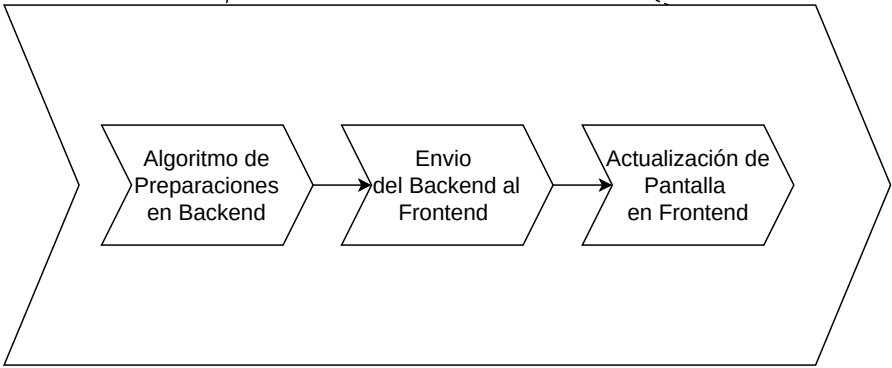 Algoritmo de
Preparaciones
en Backend
Envio
del Backend al
Frontend
Actualización de
Pantalla
en Frontend